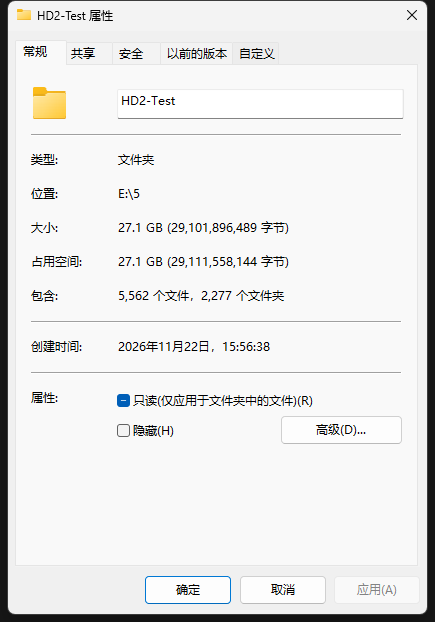 HD2-Test 属性
常规 共享 安全 以前的版本 自定义
HD2-Test
类型: 文件夹
位置: E:\5
大小: 27.1 GB (29,101,896,489 字节)
占用空间: 27.1 GB (29,111,558,144 字节)
包含: 5,562 个文件，2,277 个文件夹
创建时间: 2026年11月22日，15:56:38
属性: 只读(仅应用于文件夹中的文件)(R)
隐藏(H) 高级(D)...
确定 取消 应用(A)